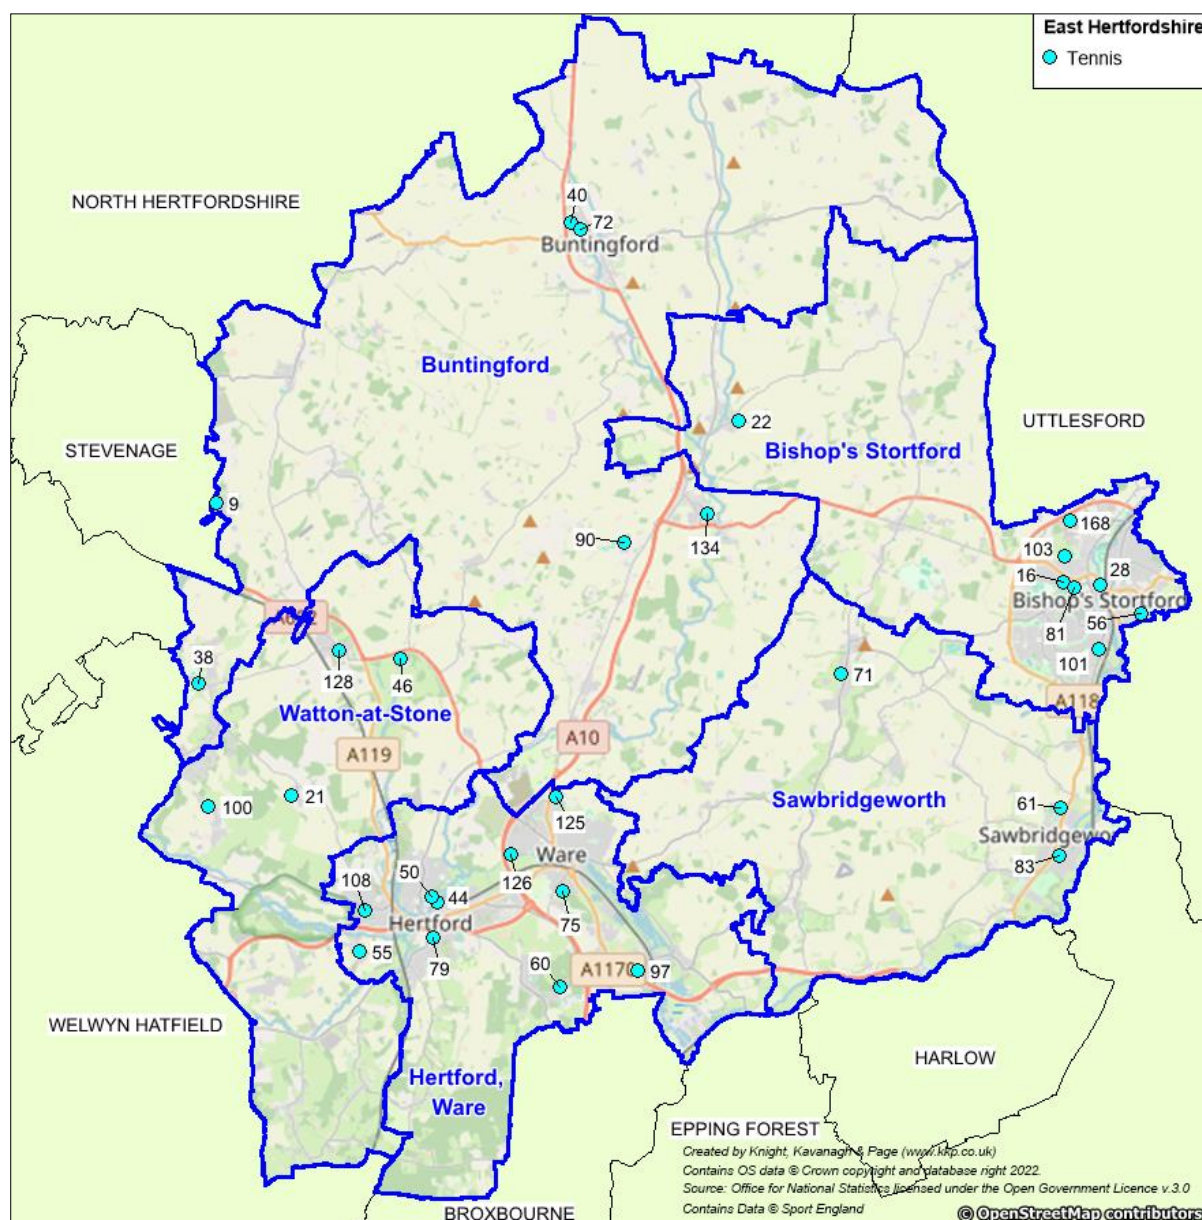 East Hertfordshire
Tennis
NORTH HERTFORDSHIRE
40
72
Buntingford
Buntingford
STEVENAGE
22
UTTLESFORD
Bishop's Stortford
9
90
134
168
103
16
28
Bishop's Stortford
81
56
101
38
128
46
71
Watton-at-Stone
A118
A10
A119
21
100
125
Sawbridgeworth
61
Ware
126
83
108
50
44
Hertford
75
55
79
60
A1170
97
WELWYN HATFIELD
HARLOW
Hertford,
Ware
EPPING FOREST
Created by Knight, Kavanagh & Page (www.kkp.co.uk)
Contains OS data © Crown copyright and database right 2022.
Source: Office for National Statistics licensed under the Open Government Licence v.3.0
Contains Data © Sport England
BROXBOURNE
© OpenStreetMap contributors